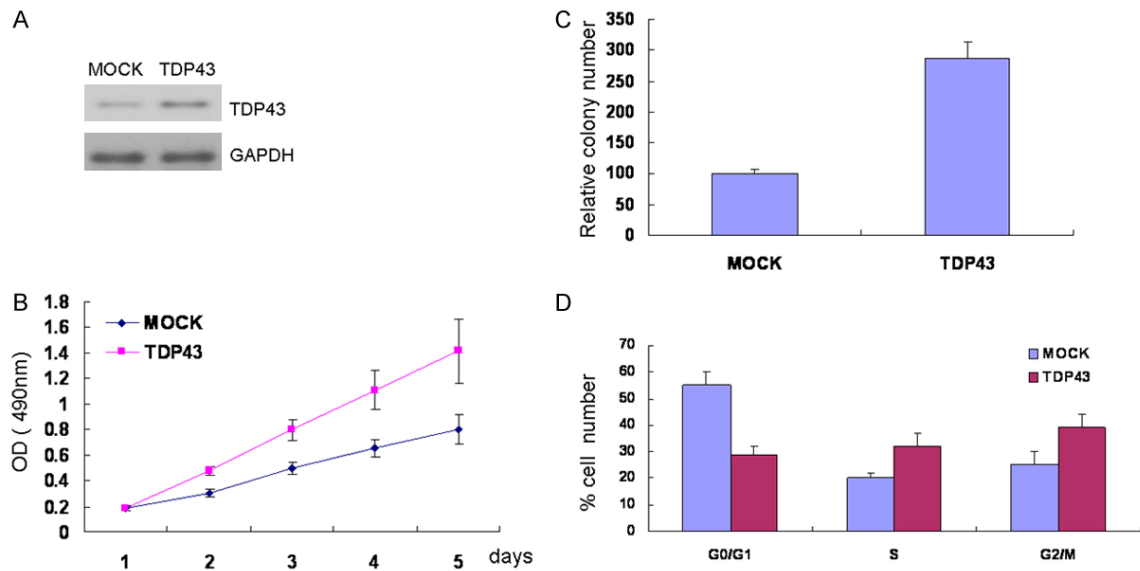 A
MOCK TDP43
TDP43
GAPDH
B
OD ( 490nm)
1.8
1.6
1.4
1.2
1
0.8
0.6
0.4
0.2
0
MOCK
TDP43
1 2 3 4 5 days
C
Relative colony number
350
300
250
200
150
100
50
0
MOCK TDP43
D
% cell number
70
60
50
40
30
20
10
0
MOCK
TDP43
G0/G1 S G2/M